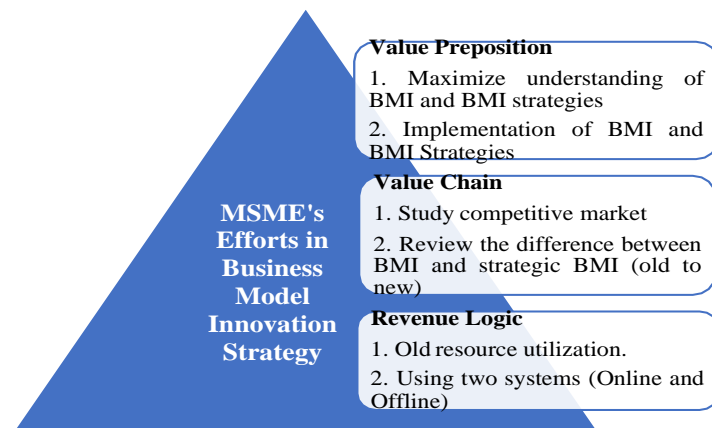 Value Preposition
1. Maximize understanding of
BMI and BMI strategies
2. Implementation of BMI and
BMI Strategies
Value Chain
1. Study competitive market
2. Review the difference between
BMI and strategic BMI (old to
new)
Revenue Logic
1. Old resource utilization.
2. Using two systems (Online and
Offline)
MSME's
Efforts in
Business
Model
Innovation
Strategy